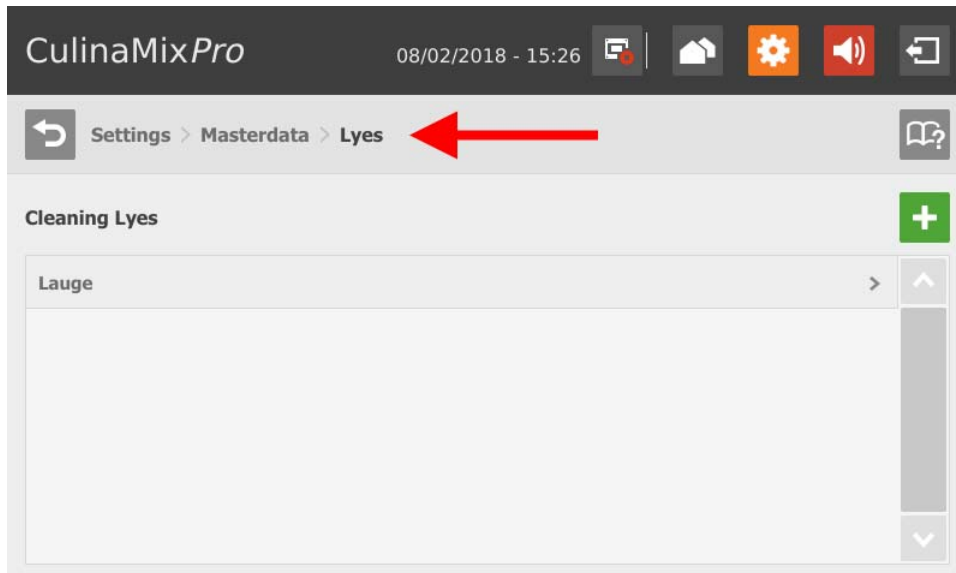 CulinaMixPro 08/02/2018 - 15:26
Settings > Masterdata > Lyes
Cleaning Lyes
Lauge